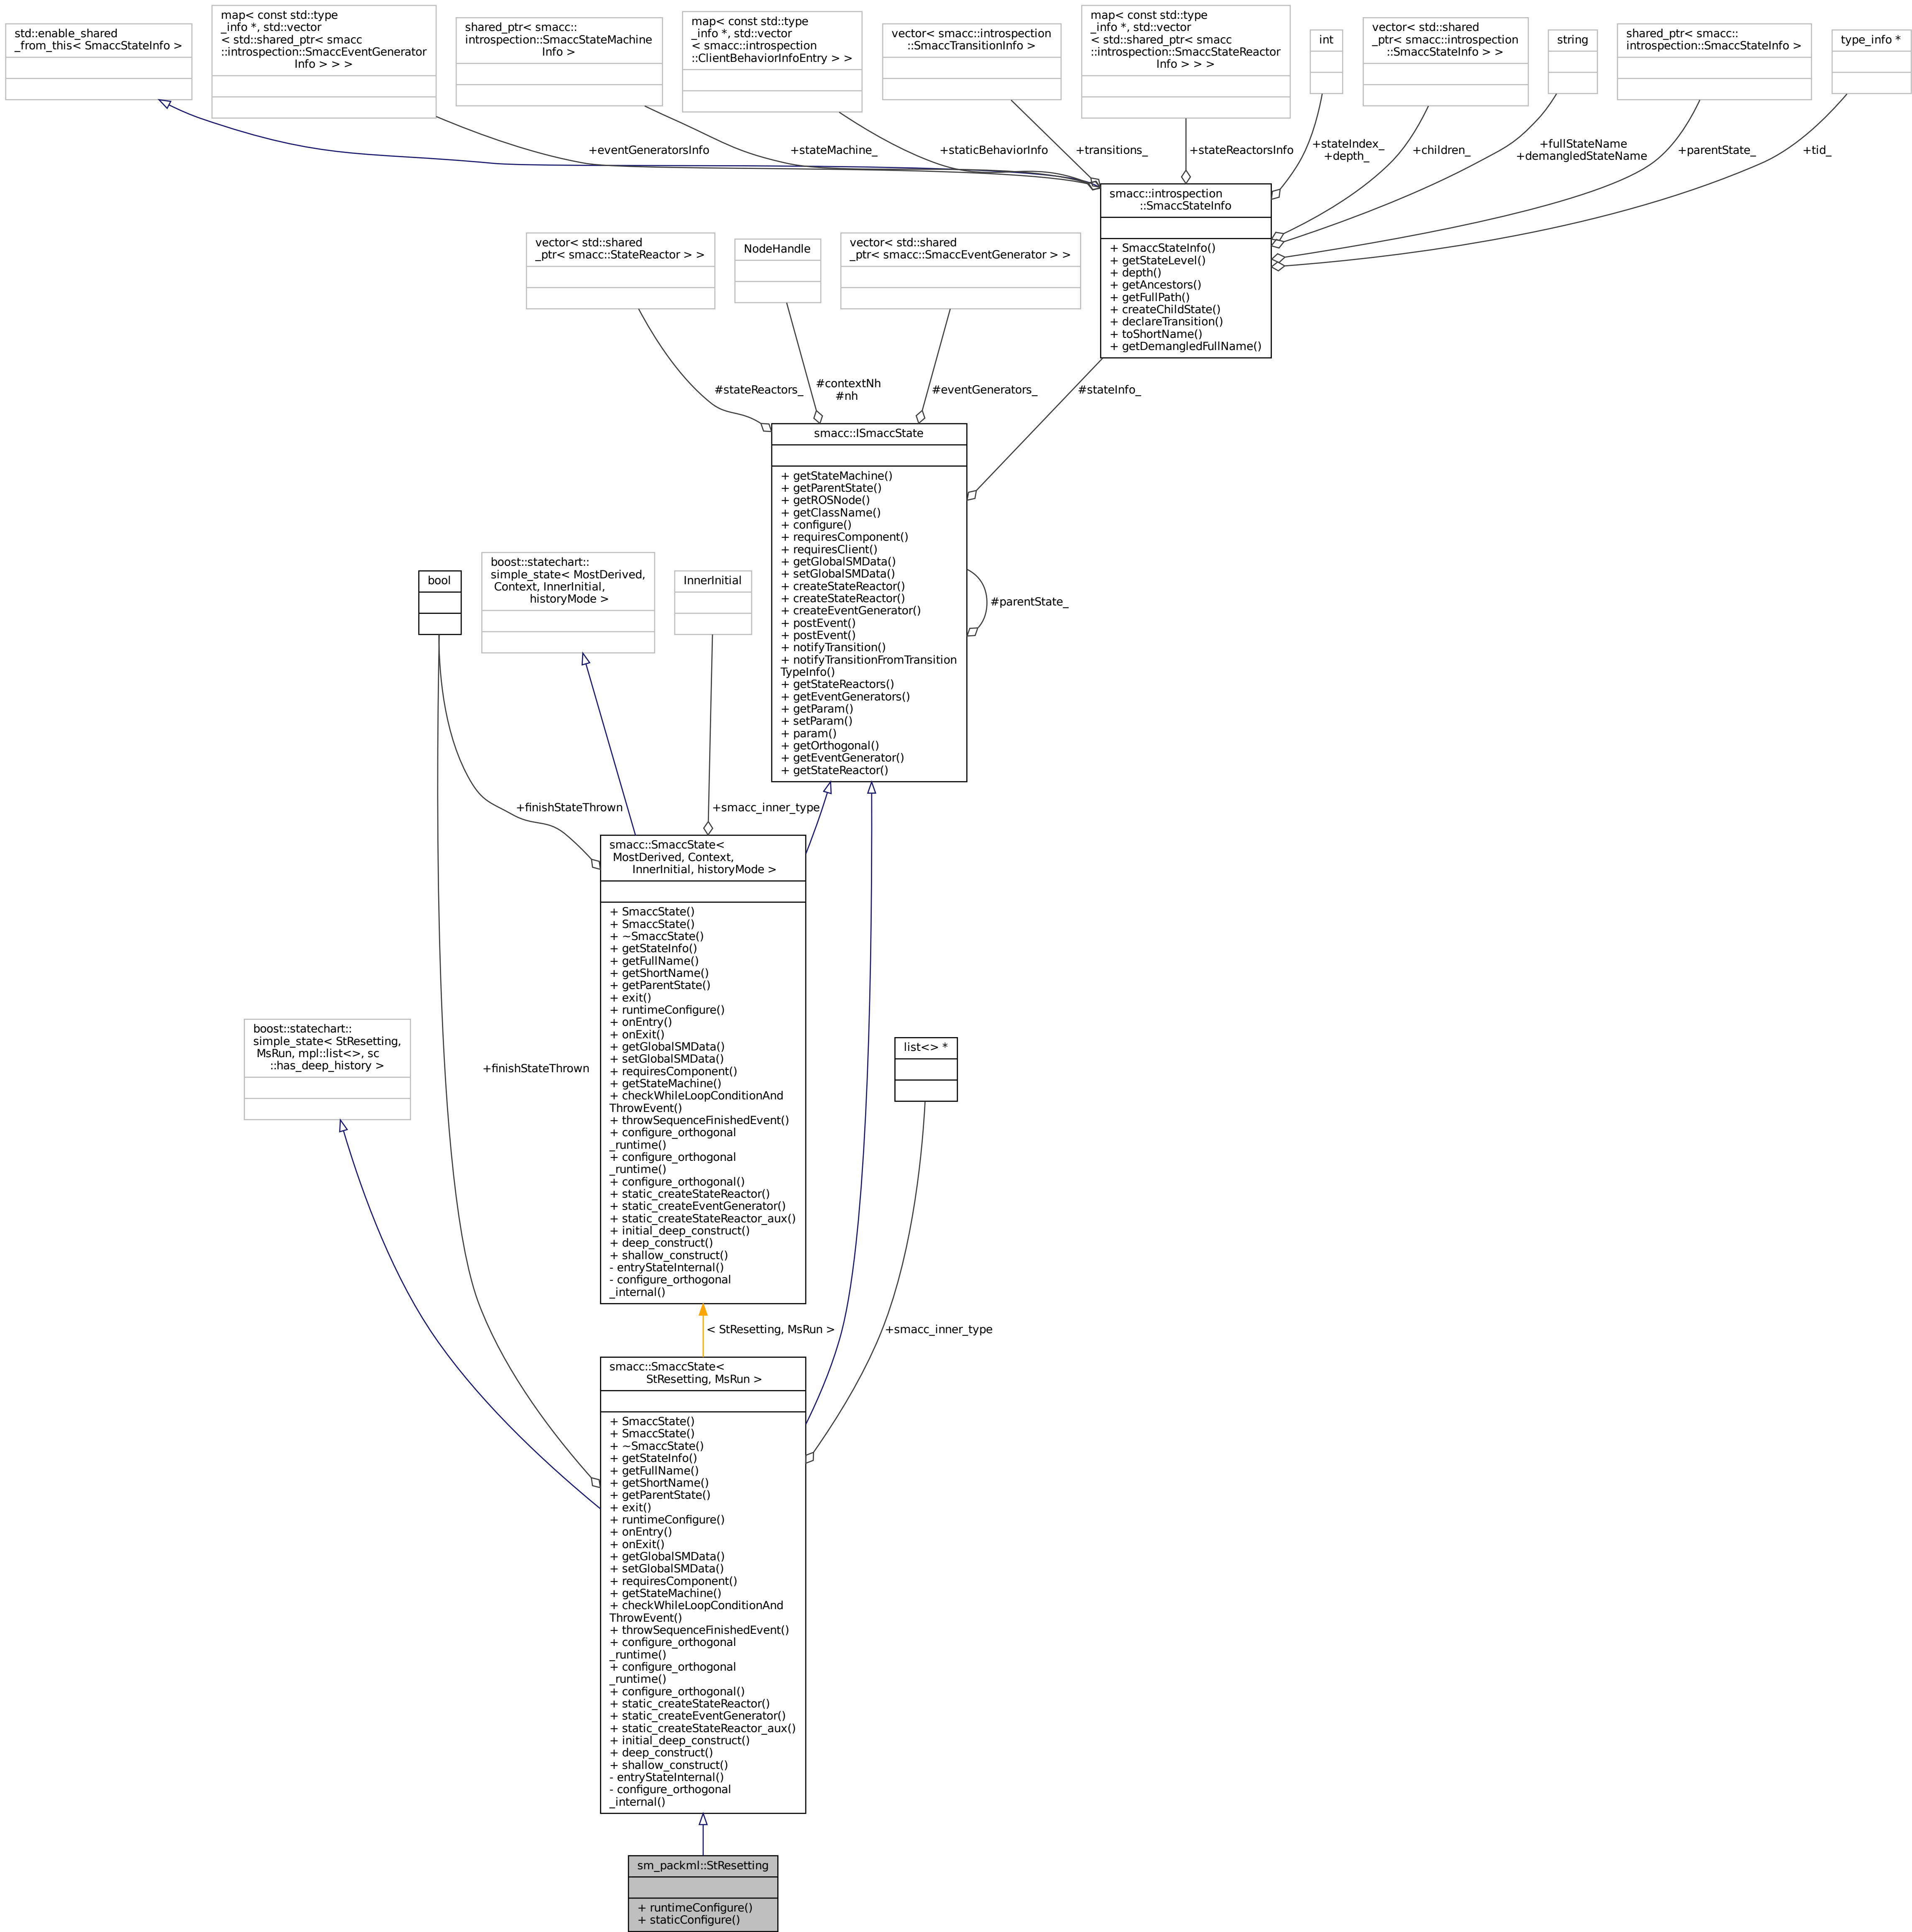 std::enable_shared
_from_this< SmaccStateInfo >
map< const std::type
_info *, std::vector
< std::shared_ptr< smacc
::introspection::SmaccEventGenerator
Info > > >
shared_ptr< smacc::
introspection::SmaccStateMachine
Info >
map< const std::type
_info *, std::vector
< smacc::introspection
::ClientBehaviorInfoEntry > >
vector< smacc::introspection
::SmaccTransitionInfo >
map< const std::type
_info *, std::vector
< std::shared_ptr< smacc
::introspection::SmaccStateReactor
Info > > >
int
vector< std::shared
_ptr< smacc::introspection
::SmaccStateInfo > >
string
shared_ptr< smacc::
introspection::SmaccStateInfo >
type_info *
+eventGeneratorsInfo
+stateMachine_
+staticBehaviorInfo
+transitions_
+stateReactorsInfo
+stateIndex_
+depth_
+children_
+fullStateName
+demangledStateName
+parentState_
+tid_
smacc::introspection
::SmaccStateInfo
+ SmaccStateInfo()
+ getStateLevel()
+ depth()
+ getAncestors()
+ getFullPath()
+ createChildState()
+ declareTransition()
+ toShortName()
+ getDemangledFullName()
vector< std::shared
_ptr< smacc::StateReactor > >
NodeHandle
vector< std::shared
_ptr< smacc::SmaccEventGenerator > >
#stateReactors_
#contextNh
#nh
#eventGenerators_
#stateInfo_
smacc::ISmaccState
+ getStateMachine()
+ getParentState()
+ getROSNode()
+ getClassName()
+ configure()
+ requiresComponent()
+ requiresClient()
+ getGlobalSMData()
+ setGlobalSMData()
+ createStateReactor()
+ createStateReactor()
+ createEventGenerator()
+ postEvent()
+ postEvent()
+ notifyTransition()
+ notifyTransitionFromTransition
TypeInfo()
+ getStateReactors()
+ getEventGenerators()
+ getParam()
+ setParam()
+ param()
+ getOrthogonal()
+ getEventGenerator()
+ getStateReactor()
#parentState_
bool
boost::statechart::
simple_state< MostDerived,
Context, InnerInitial,
historyMode >
InnerInitial
+finishStateThrown
+smacc_inner_type
smacc::SmaccState<
MostDerived, Context,
InnerInitial, historyMode >
+ SmaccState()
+ SmaccState()
+ ~SmaccState()
+ getStateInfo()
+ getFullName()
+ getShortName()
+ getParentState()
+ exit()
+ runtimeConfigure()
+ onEntry()
+ onExit()
+ getGlobalSMData()
+ setGlobalSMData()
+ requiresComponent()
+ getStateMachine()
+ checkWhileLoopConditionAnd
ThrowEvent()
+ throwSequenceFinishedEvent()
+ configure_orthogonal
_runtime()
+ configure_orthogonal
_runtime()
+ configure_orthogonal()
+ static_createStateReactor()
+ static_createEventGenerator()
+ static_createStateReactor_aux()
+ initial_deep_construct()
+ deep_construct()
+ shallow_construct()
- entryStateInternal()
- configure_orthogonal
_internal()
boost::statechart::
simple_state< StResetting,
MsRun, mpl::list<>, sc
::has_deep_history >
+finishStateThrown
list<> *
< StResetting, MsRun >
+smacc_inner_type
smacc::SmaccState<
StResetting, MsRun >
+ SmaccState()
+ SmaccState()
+ ~SmaccState()
+ getStateInfo()
+ getFullName()
+ getShortName()
+ getParentState()
+ exit()
+ runtimeConfigure()
+ onEntry()
+ onExit()
+ getGlobalSMData()
+ setGlobalSMData()
+ requiresComponent()
+ getStateMachine()
+ checkWhileLoopConditionAnd
ThrowEvent()
+ throwSequenceFinishedEvent()
+ configure_orthogonal
_runtime()
+ configure_orthogonal
_runtime()
+ configure_orthogonal()
+ static_createStateReactor()
+ static_createEventGenerator()
+ static_createStateReactor_aux()
+ initial_deep_construct()
+ deep_construct()
+ shallow_construct()
- entryStateInternal()
- configure_orthogonal
_internal()
sm_packml::StResetting
+ runtimeConfigure()
+ staticConfigure()